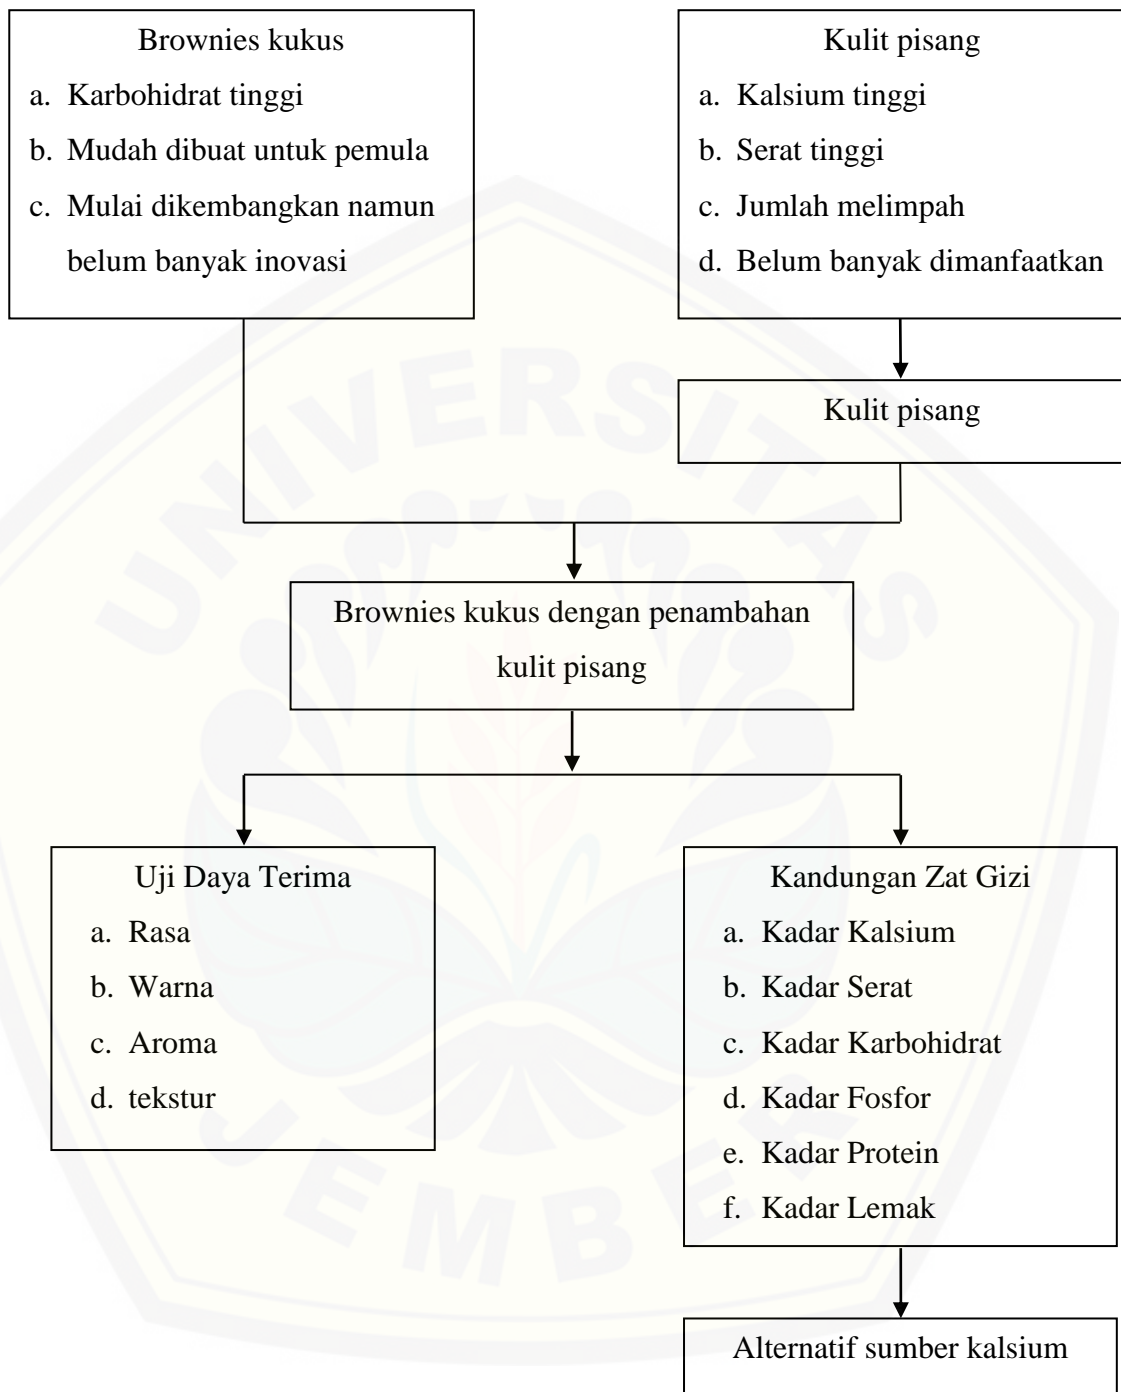 Brownies kukus
a. Karbohidrat tinggi
b. Mudah dibuat untuk pemula
c. Mulai dikembangkan namun
belum banyak inovasi
Kulit pisang
a. Kalsium tinggi
b. Serat tinggi
c. Jumlah melimpah
d. Belum banyak dimanfaatkan
Kulit pisang
Brownies kukus dengan penambahan
kulit pisang
Uji Daya Terima
a. Rasa
b. Warna
c. Aroma
d. tekstur
Kandungan Zat Gizi
a. Kadar Kalsium
b. Kadar Serat
c. Kadar Karbohidrat
d. Kadar Fosfor
e. Kadar Protein
f. Kadar Lemak
Alternatif sumber kalsium
UNIVERSITAS
JEMBER